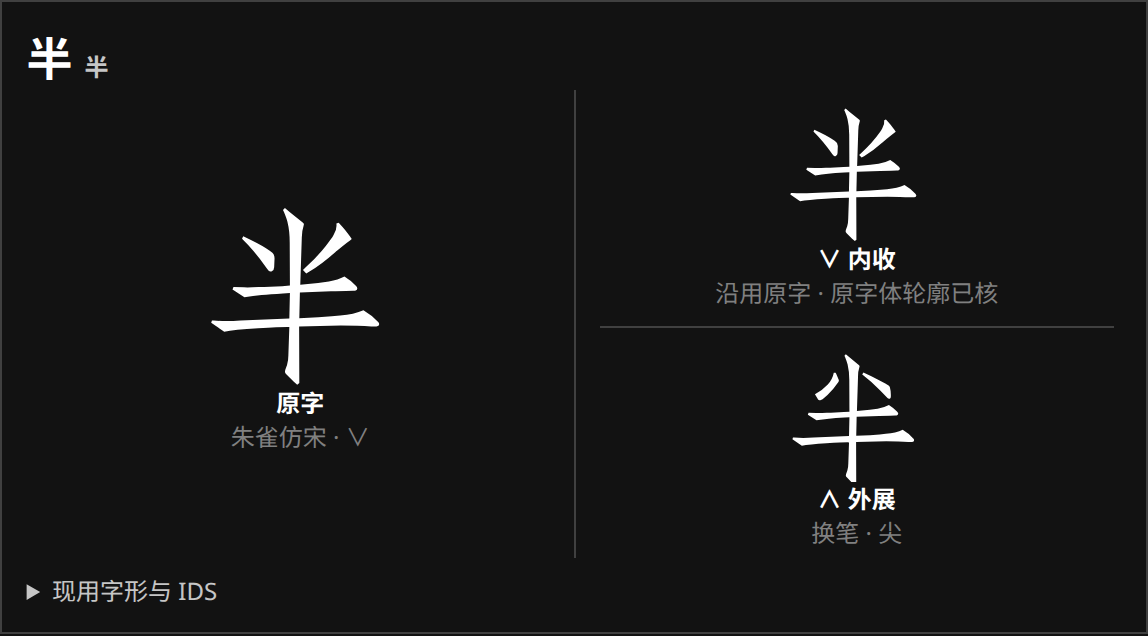 半 半
半
原字
朱雀仿宋 · ∨
半
∨ 内收
沿用原字 · 原字体轮廓已核
半
∧ 外展
换笔 · 尖
▶ 现用字形与 IDS